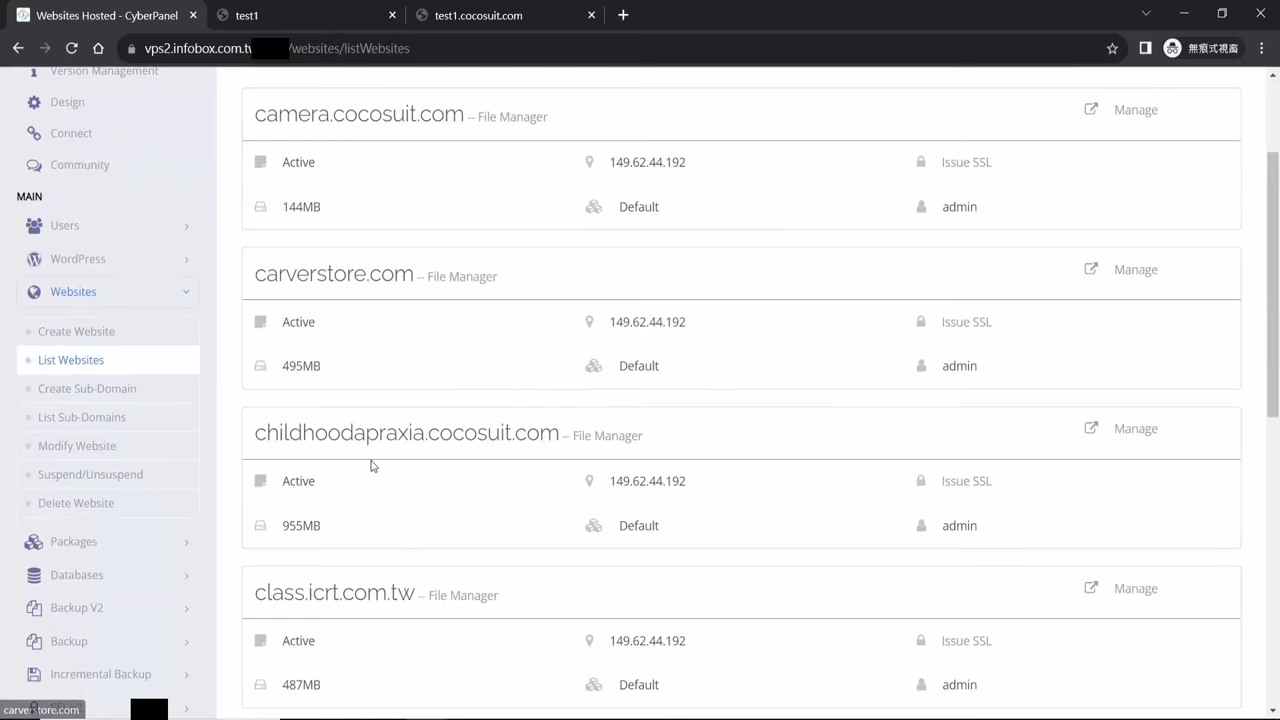 Websites Hosted - CyberPanel
test1
test1.cocosuit.com
vps2.infobox.com.tw
/websites/listWebsites
無痕式視窗
Version Management
Design
Connect
Community
MAIN
Users
WordPress
Websites
Create Website
List Websites
Create Sub-Domain
List Sub-Domains
Modify Website
Suspend/Unsuspend
Delete Website
Packages
Databases
Backup V2
Backup
Incremental Backup
carverstore.com
camera.cocosuit.com -- File Manager
Manage
Active
149.62.44.192
Issue SSL
144MB
Default
admin
carverstore.com -- File Manager
Manage
Active
149.62.44.192
Issue SSL
495MB
Default
admin
childhoodapraxia.cocosuit.com -- File Manager
Manage
Active
149.62.44.192
Issue SSL
955MB
Default
admin
class.icrt.com.tw -- File Manager
Manage
Active
149.62.44.192
Issue SSL
487MB
Default
admin